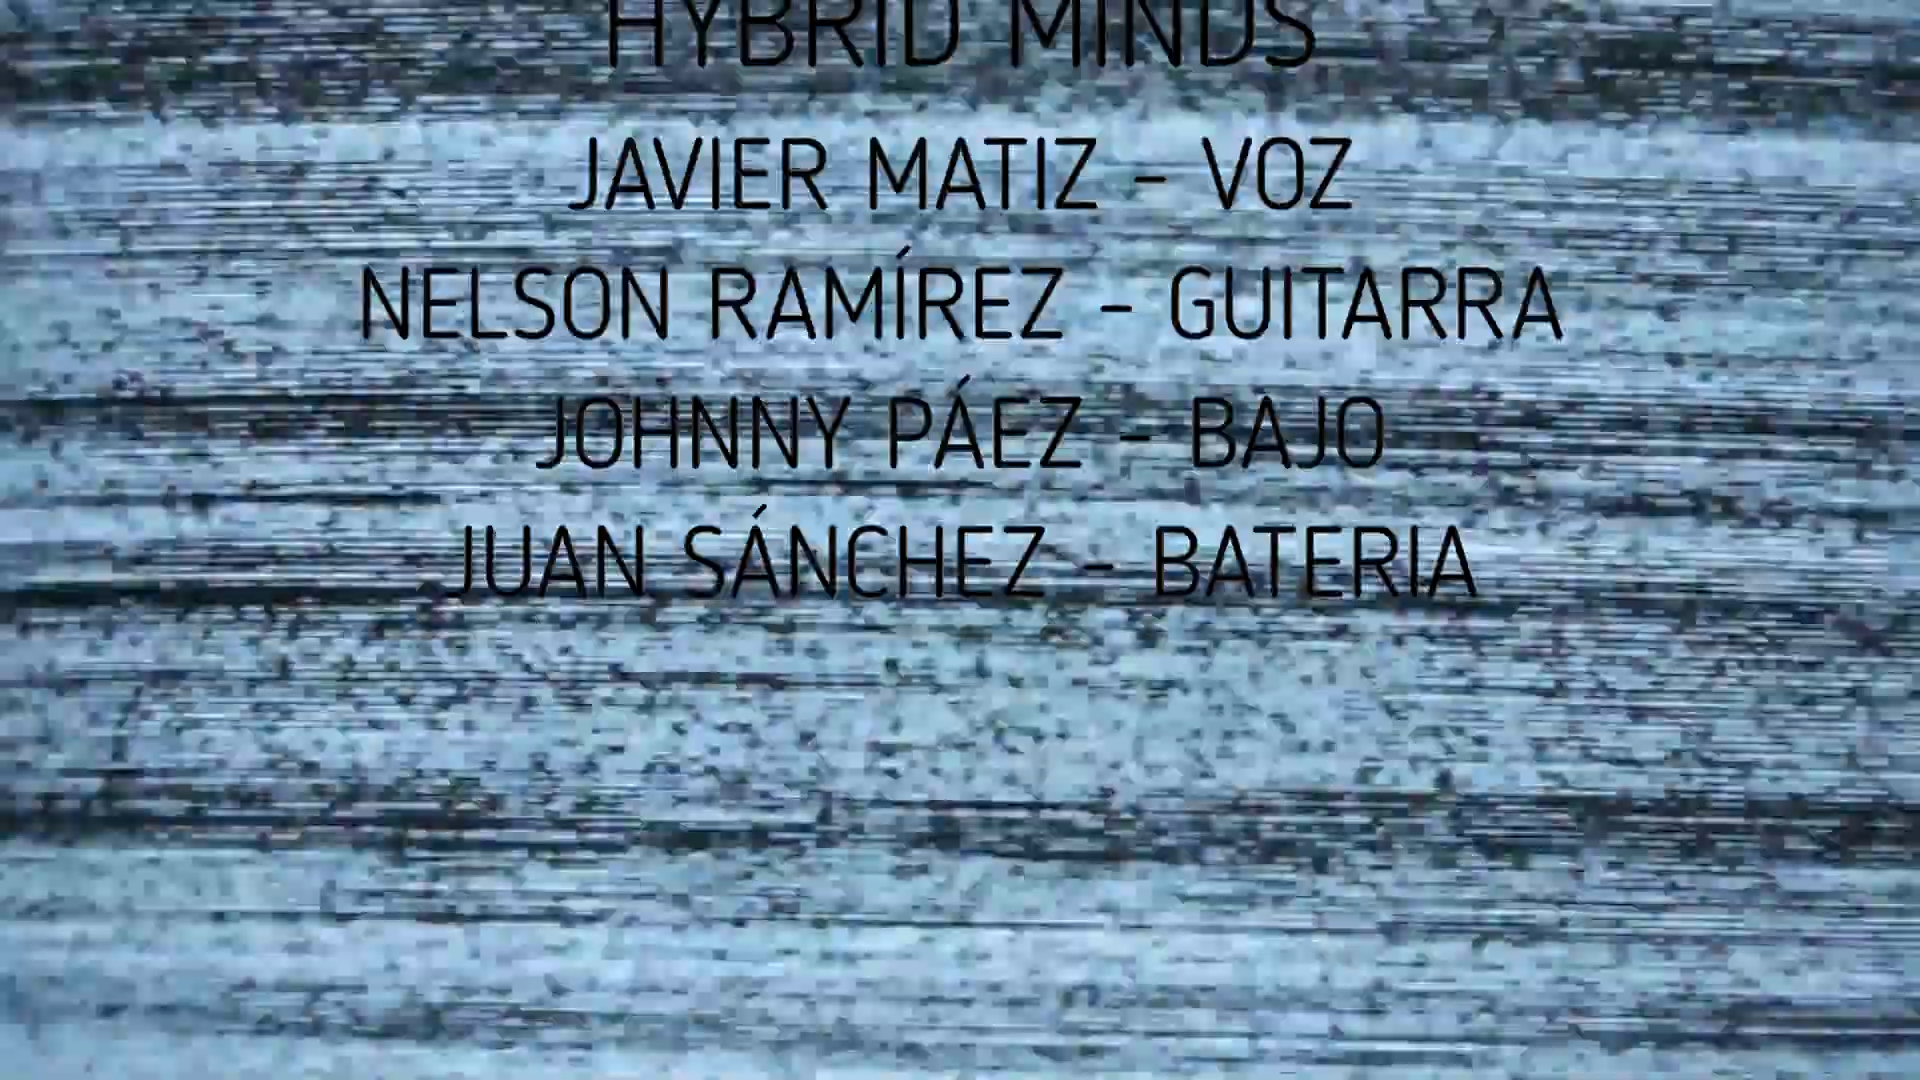 HYBRID MINDS
JAVIER MATIZ - VOZ
NELSON RAMÍREZ - GUITARRA
JOHNNY PÁEZ - BAJO
JUAN SÁNCHEZ - BATERIA